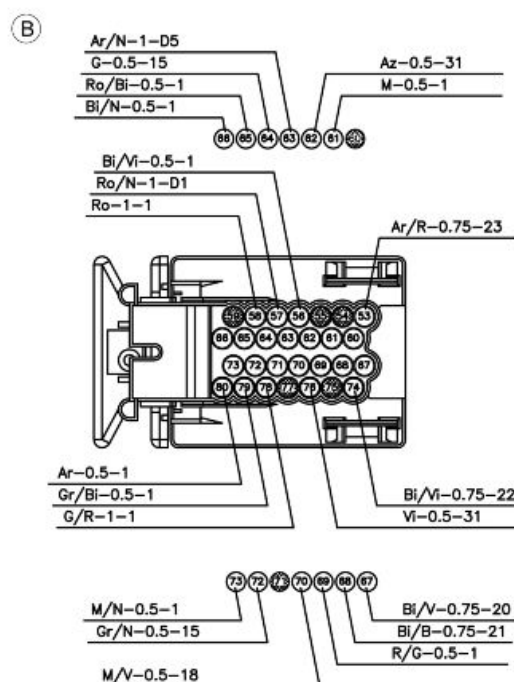 B
Ar/N-1-D5
G-0.5-15
Az-0.5-31
Ro/Bi-0.5-1
M-0.5-1
Bi/N-0.5-1
66 65 64 63 62 61
Bi/Vi-0.5-1
Ro/N-1-D1
Ro-1-1
Ar/R-0.75-23
58 57 56 53
66 65 64 63 62 61 60
73 72 71 70 69 68 67
80 79 78 77 76 75 74
Ar-0.5-1
Gr/Bi-0.5-1
Bi/Vi-0.75-22
G/R-1-1
Vi-0.5-31
73 72 71 70 69 68 67
M/N-0.5-1
Bi/V-0.75-20
Gr/N-0.5-15
Bi/B-0.75-21
R/G-0.5-1
M/V-0.5-18